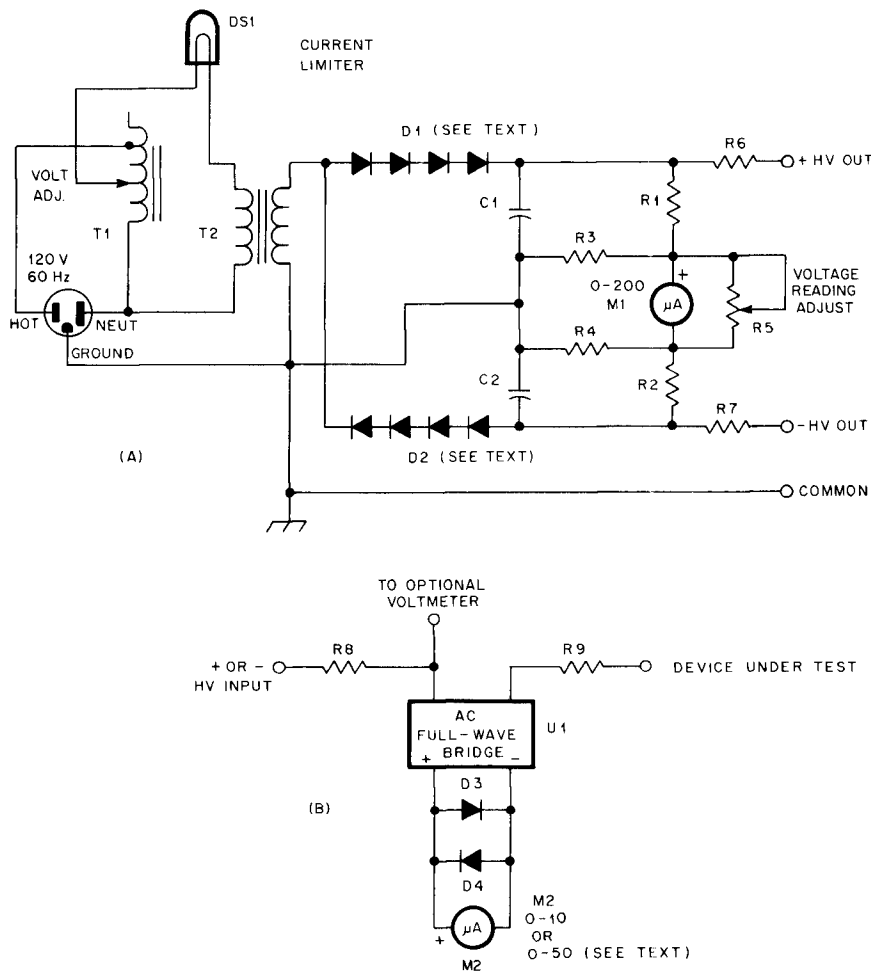 DS1
CURRENT
LIMITER
D1 (SEE TEXT)
R6
+ HV OUT
VOLT
ADJ.
C1
R1
T1
T2
R3
120 V
60 Hz
+
0-200
M1
μA
VOLTAGE
READING
ADJUST
R5
HOT
NEUT
GROUND
R4
C2
R2
R7
-HV OUT
(A)
D2 (SEE TEXT)
COMMON
TO OPTIONAL
VOLTMETER
+ OR -
HV INPUT
R8
R9
DEVICE UNDER TEST
AC
FULL-WAVE
BRIDGE
+ -
U1
D3
(B)
D4
M2
0-10
OR
0-50 (SEE TEXT)
+
μA
M2